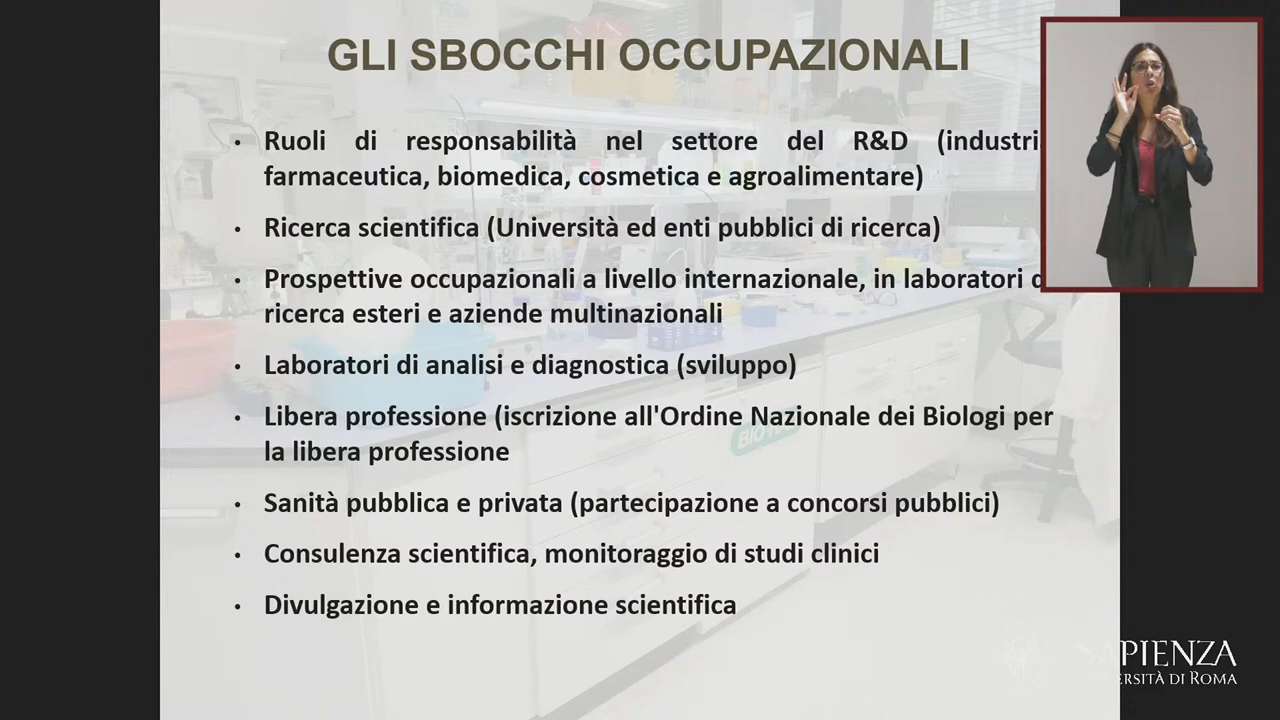 GLI SBOCCHI OCCUPAZIONALI
• Ruoli di responsabilità nel settore del R&D (industri
farmaceutica, biomedica, cosmetica e agroalimentare)
• Ricerca scientifica (Università ed enti pubblici di ricerca)
• Prospettive occupazionali a livello internazionale, in laboratori d
ricerca esteri e aziende multinazionali
• Laboratori di analisi e diagnostica (sviluppo)
• Libera professione (iscrizione all'Ordine Nazionale dei Biologi per
la libera professione
• Sanità pubblica e privata (partecipazione a concorsi pubblici)
• Consulenza scientifica, monitoraggio di studi clinici
• Divulgazione e informazione scientifica
SAPIENZA
UNIVERSITÀ DI ROMA